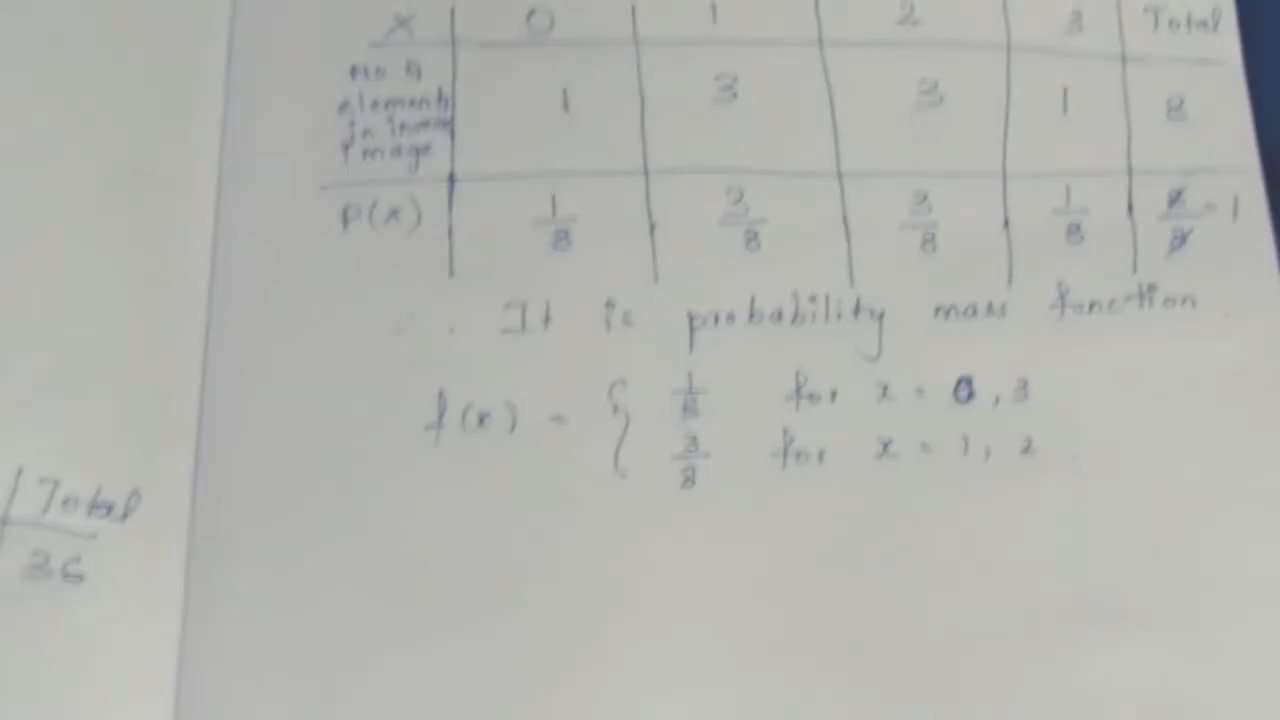 x 0 1 2 3 Total
No of elements in inverse image 1 3 3 1 8
P(x) 1/8 3/8 3/8 1/8 8/8 = 1
∴ It is probability mass function
f(x) = { 1/8 for x = 0, 3
3/8 for x = 1, 2
Total
36